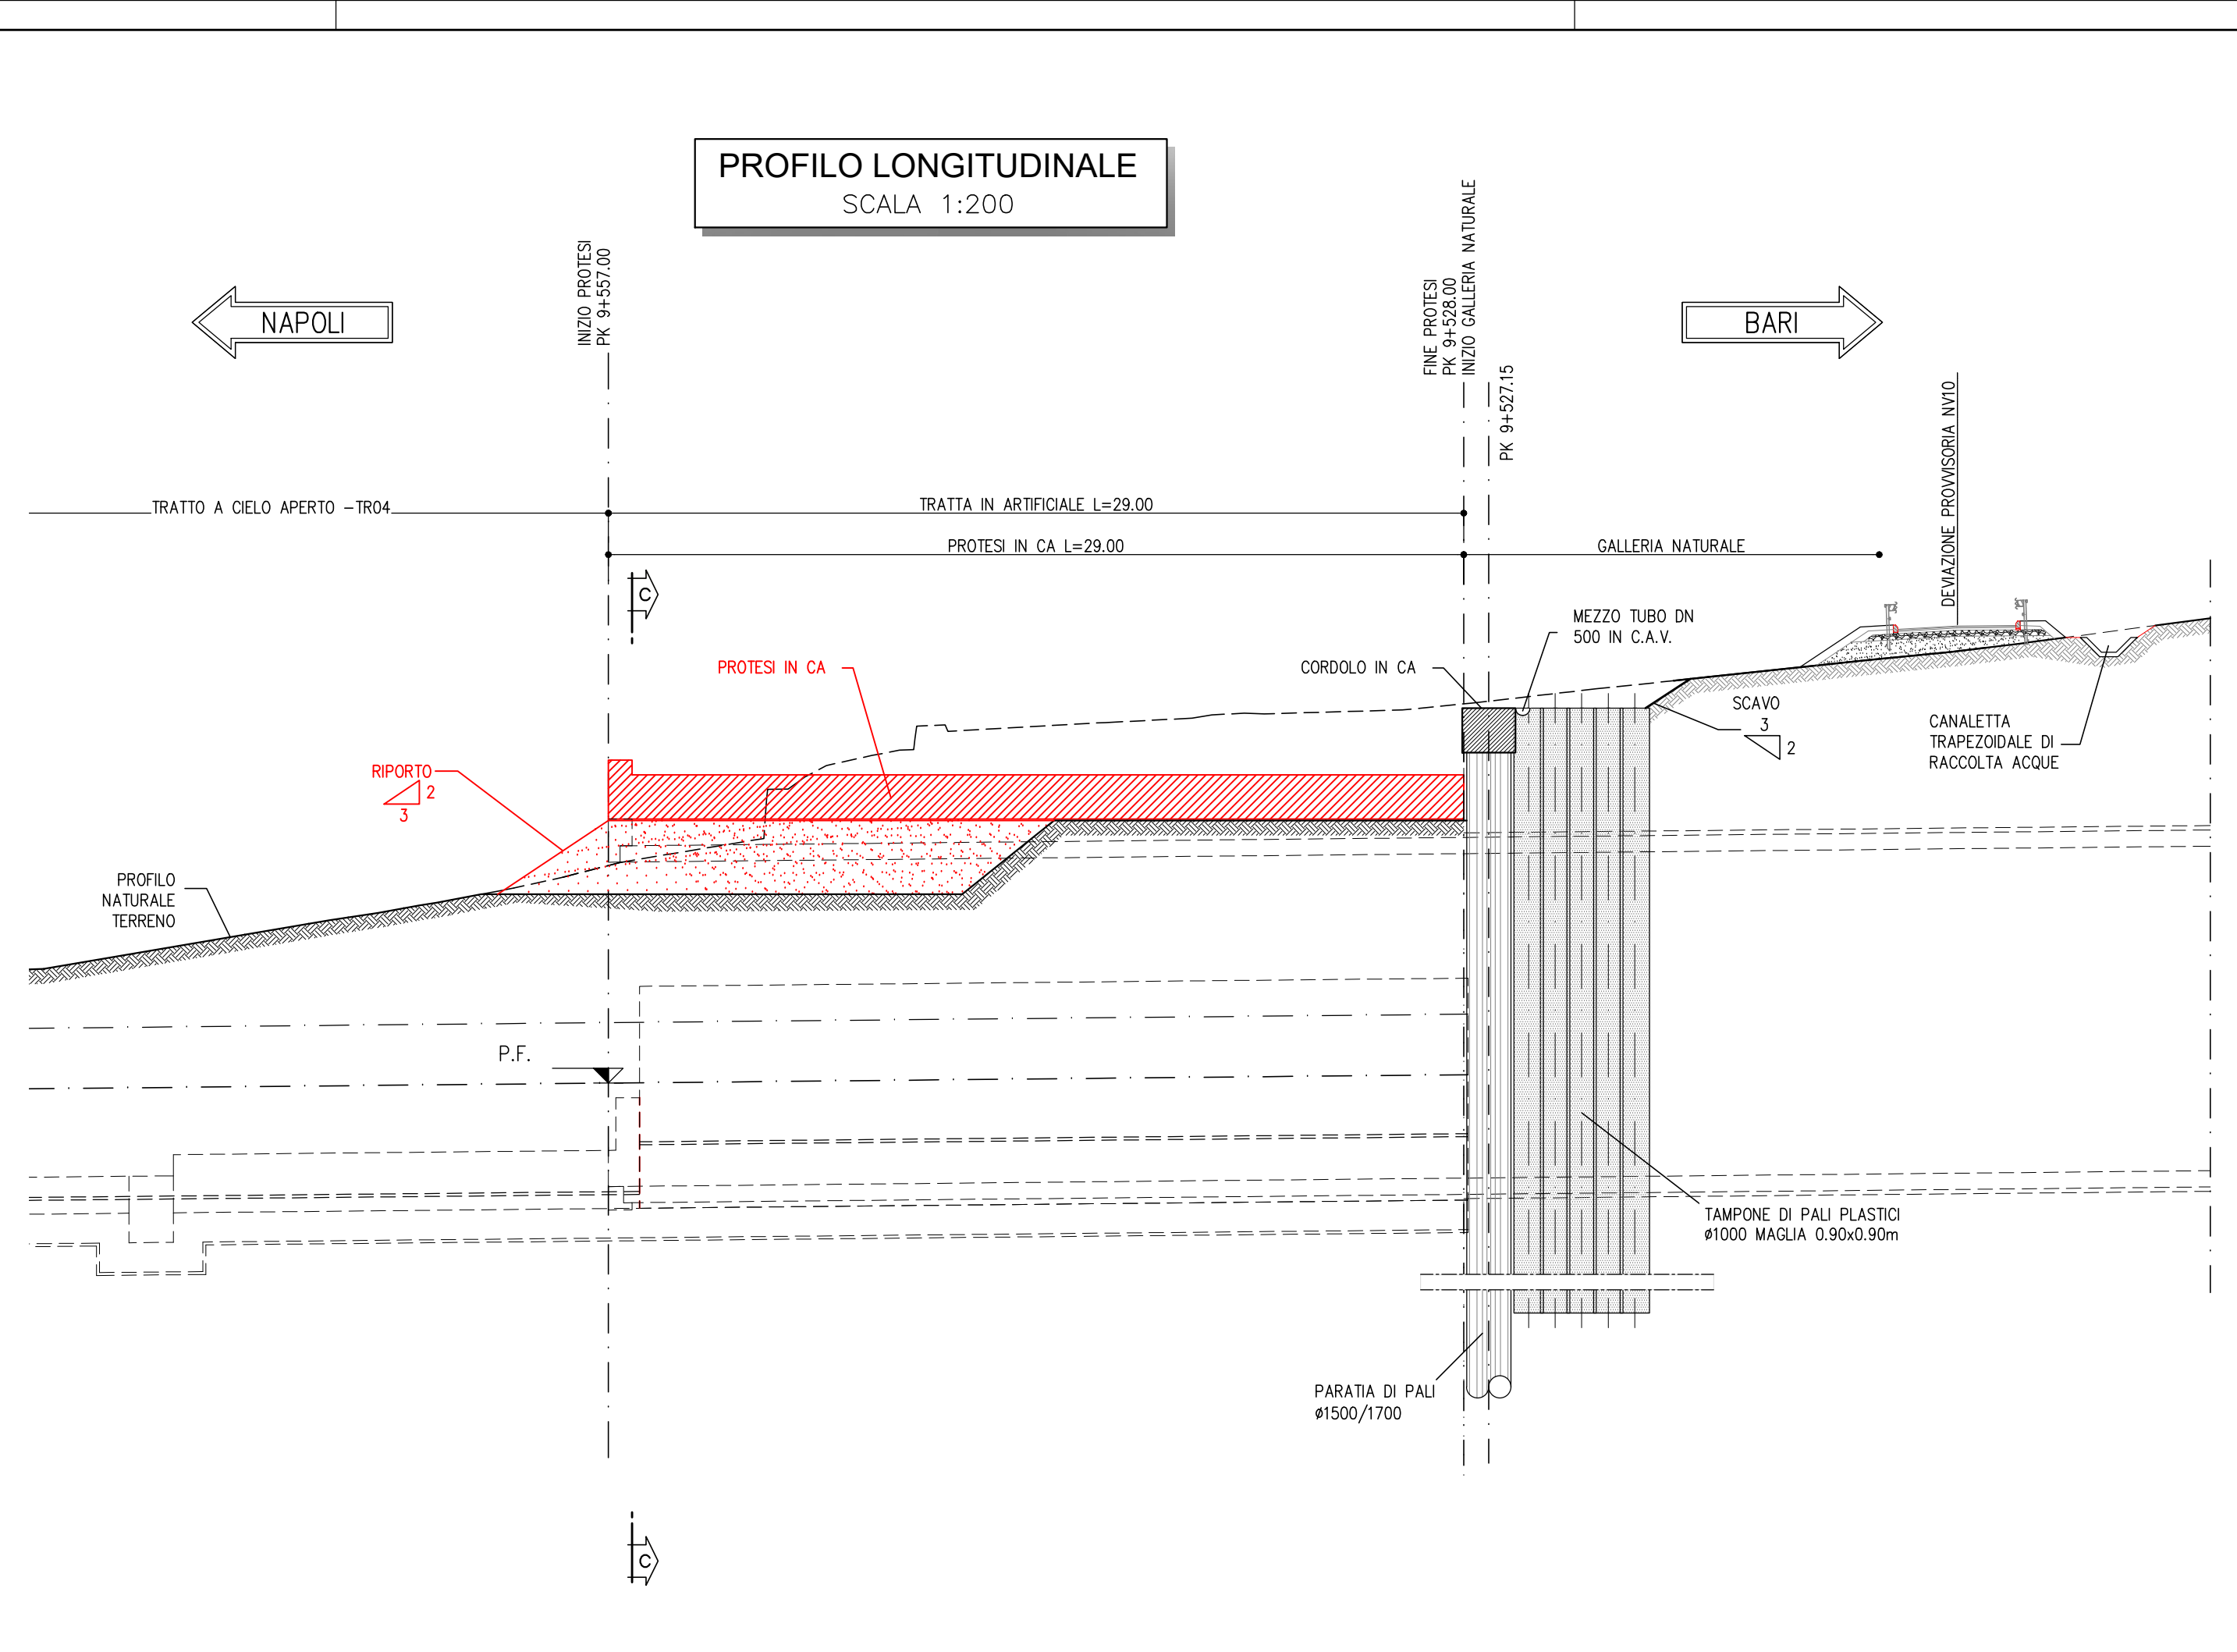 PROFILO LONGITUDINALE
SCALA 1:200
NAPOLI
INIZIO PROTESI
PK 9+557.00
FINE PROTESI
PK 9+528.00
INIZIO GALLERIA NATURALE
PK 9+527.15
BARI
DEVIAZIONE PROVVISORIA NV10
TRATTO A CIELO APERTO -TR04
TRATTA IN ARTIFICIALE L=29.00
PROTESI IN CA L=29.00
GALLERIA NATURALE
C
MEZZO TUBO DN
500 IN C.A.V.
PROTESI IN CA
CORDOLO IN CA
SCAVO
3
2
CANALETTA
TRAPEZOIDALE DI
RACCOLTA ACQUE
RIPORTO
2
3
PROFILO
NATURALE
TERRENO
P.F.
TAMPONE DI PALI PLASTICI
ø1000 MAGLIA 0.90x0.90m
PARATIA DI PALI
ø1500/1700
C